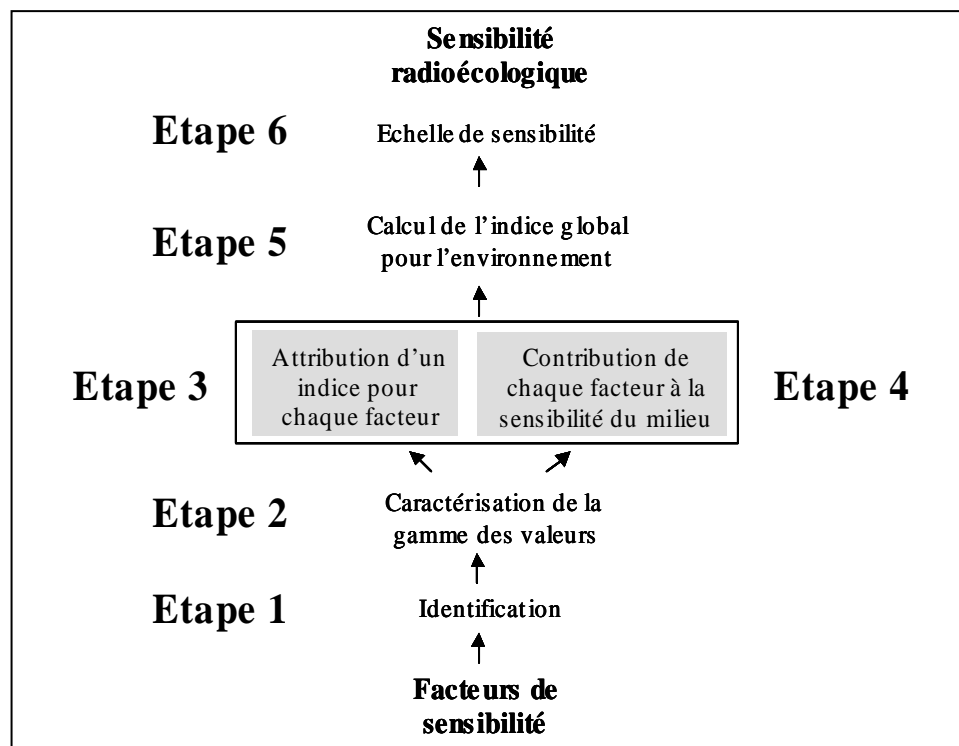 Sensibilité
radioécologique
Etape 6
Echelle de sensibilité
Etape 5
Calcul de l'indice global
pour l'environnement
Etape 3
Attribution d'un
indice pour
chaque facteur
Contribution de
chaque facteur à la
sensibilité du milieu
Etape 4
Etape 2
Caractérisation de la
gamme des valeurs
Etape 1
Identification
Facteurs de
sensibilité